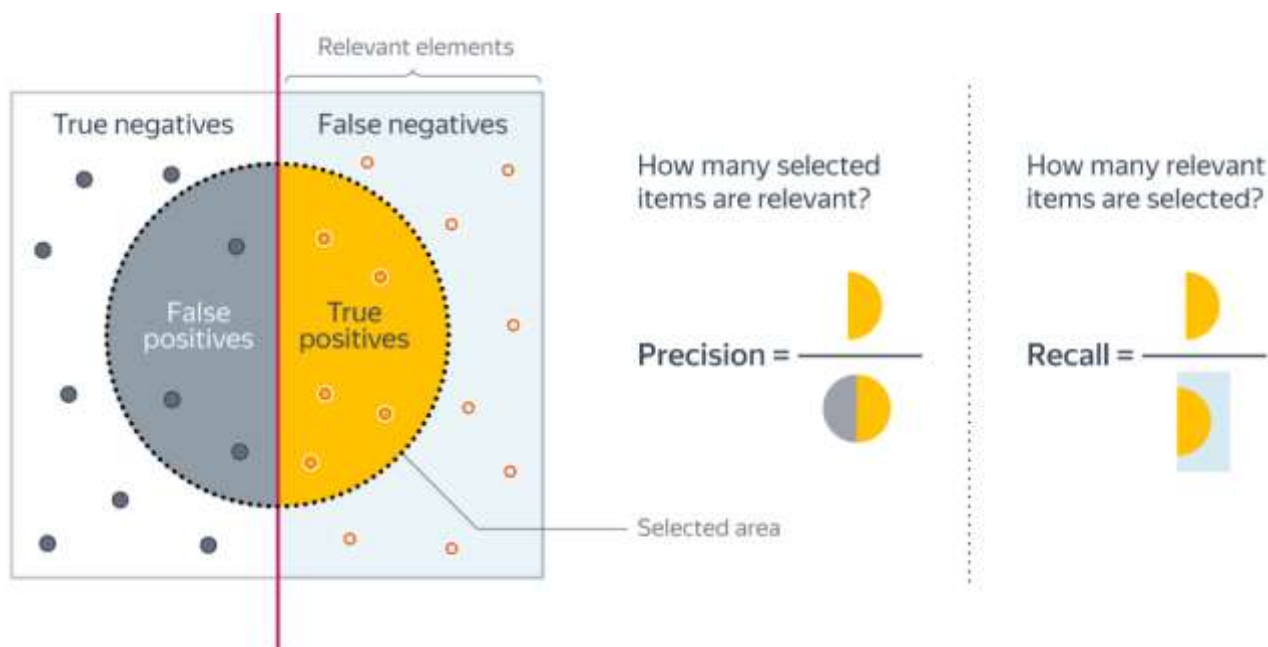 Relevant elements
True negatives
False negatives
False
positives
True
positives
Selected area
How many selected
items are relevant?
Precision =
How many relevant
items are selected?
Recall =